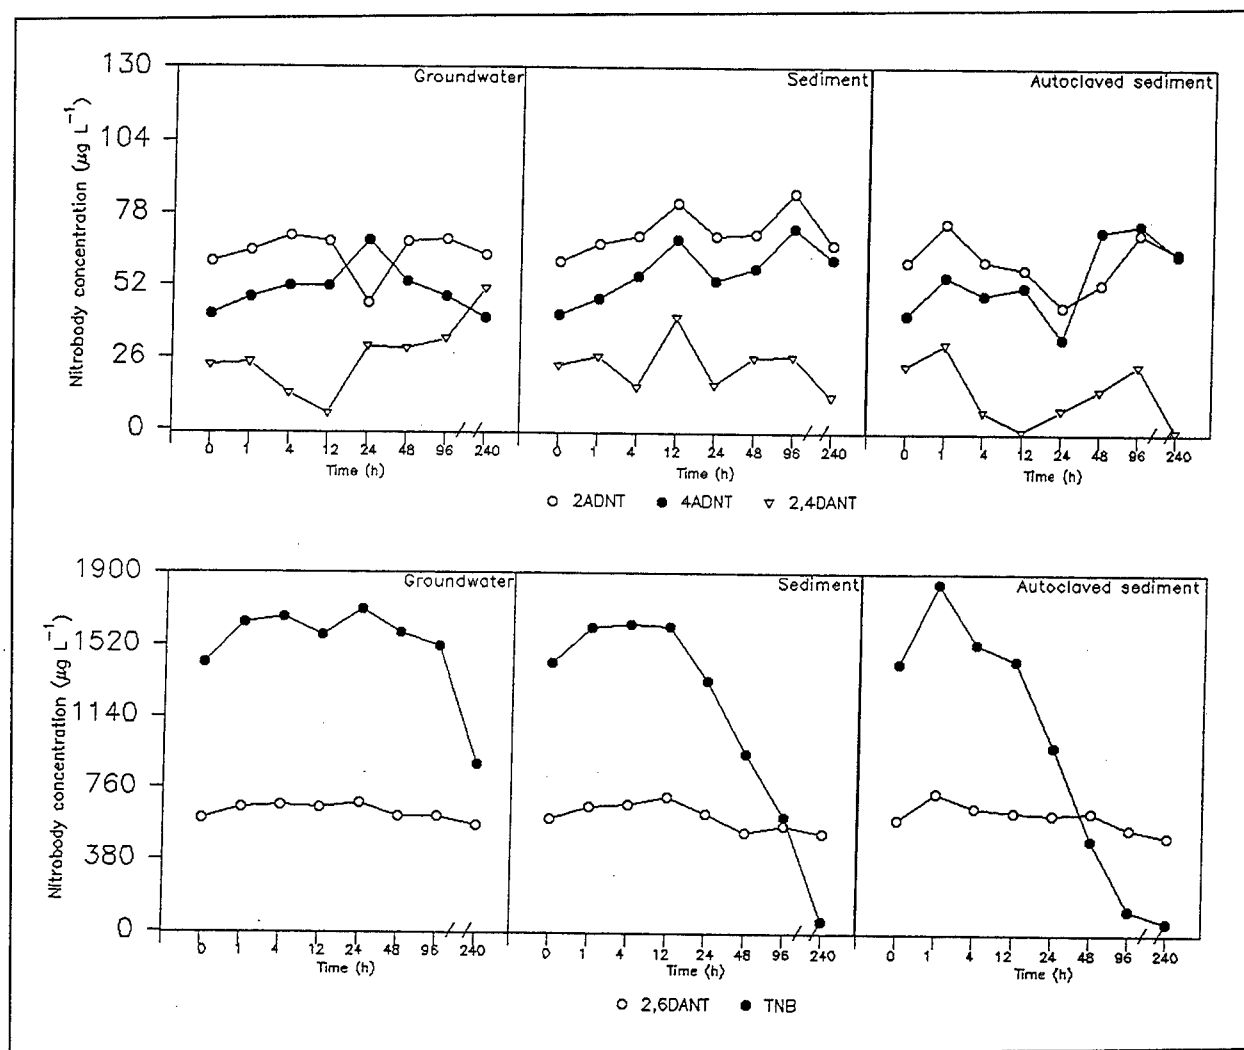 Groundwater Sediment Autoclaved sediment
130
104
78
52
26
0
Nitrobody concentration (µg L⁻¹)
0 1 4 12 24 48 96 240 0 1 4 12 24 48 96 240 0 1 4 12 24 48 96 240
Time (h) Time (h) Time (h)
2ADNT 4ADNT 2,4DANT
Groundwater Sediment Autoclaved sediment
1900
1520
1140
760
380
0
Nitrobody concentration (µg L⁻¹)
0 1 4 12 24 48 96 240 0 1 4 12 24 48 96 240 0 1 4 12 24 48 96 240
Time (h) Time (h) Time (h)
2,6DANT TNB